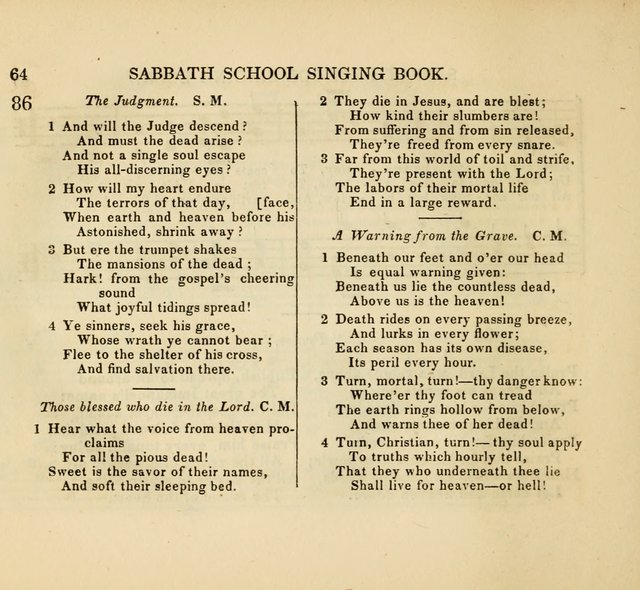 64 SABBATH SCHOOL SINGING BOOK.
86 The Judgment. S. M.
1 And will the Judge descend?
And must the dead arise?
And not a single soul escape
His all-discerning eyes?
2 How will my heart endure
The terrors of that day, [face,
When earth and heaven before his
Astonished, shrink away?
3 But ere the trumpet shakes
The mansions of the dead;
Hark! from the gospel's cheering
sound
What joyful tidings spread!
4 Ye sinners, seek his grace,
Whose wrath ye cannot bear;
Flee to the shelter of his cross,
And find salvation there.
Those blessed who die in the Lord. C. M.
1 Hear what the voice from heaven pro-
claims
For all the pious dead!
Sweet is the savor of their names,
And soft their sleeping bed.
2 They die in Jesus, and are blest;
How kind their slumbers are!
From suffering and from sin released,
They're freed from every snare.
3 Far from this world of toil and strife,
They're present with the Lord;
The labors of their mortal life
End in a large reward.
A Warning from the Grave. C. M.
1 Beneath our feet and o'er our head
Is equal warning given:
Beneath us lie the countless dead,
Above us is the heaven!
2 Death rides on every passing breeze,
And lurks in every flower;
Each season has its own disease,
Its peril every hour.
3 Turn, mortal, turn!—thy danger know:
Where'er thy foot can tread
The earth rings hollow from below,
And warns thee of her dead!
4 Turn, Christian, turn!—thy soul apply
To truths which hourly tell,
That they who underneath thee lie
Shall live for heaven—or hell!